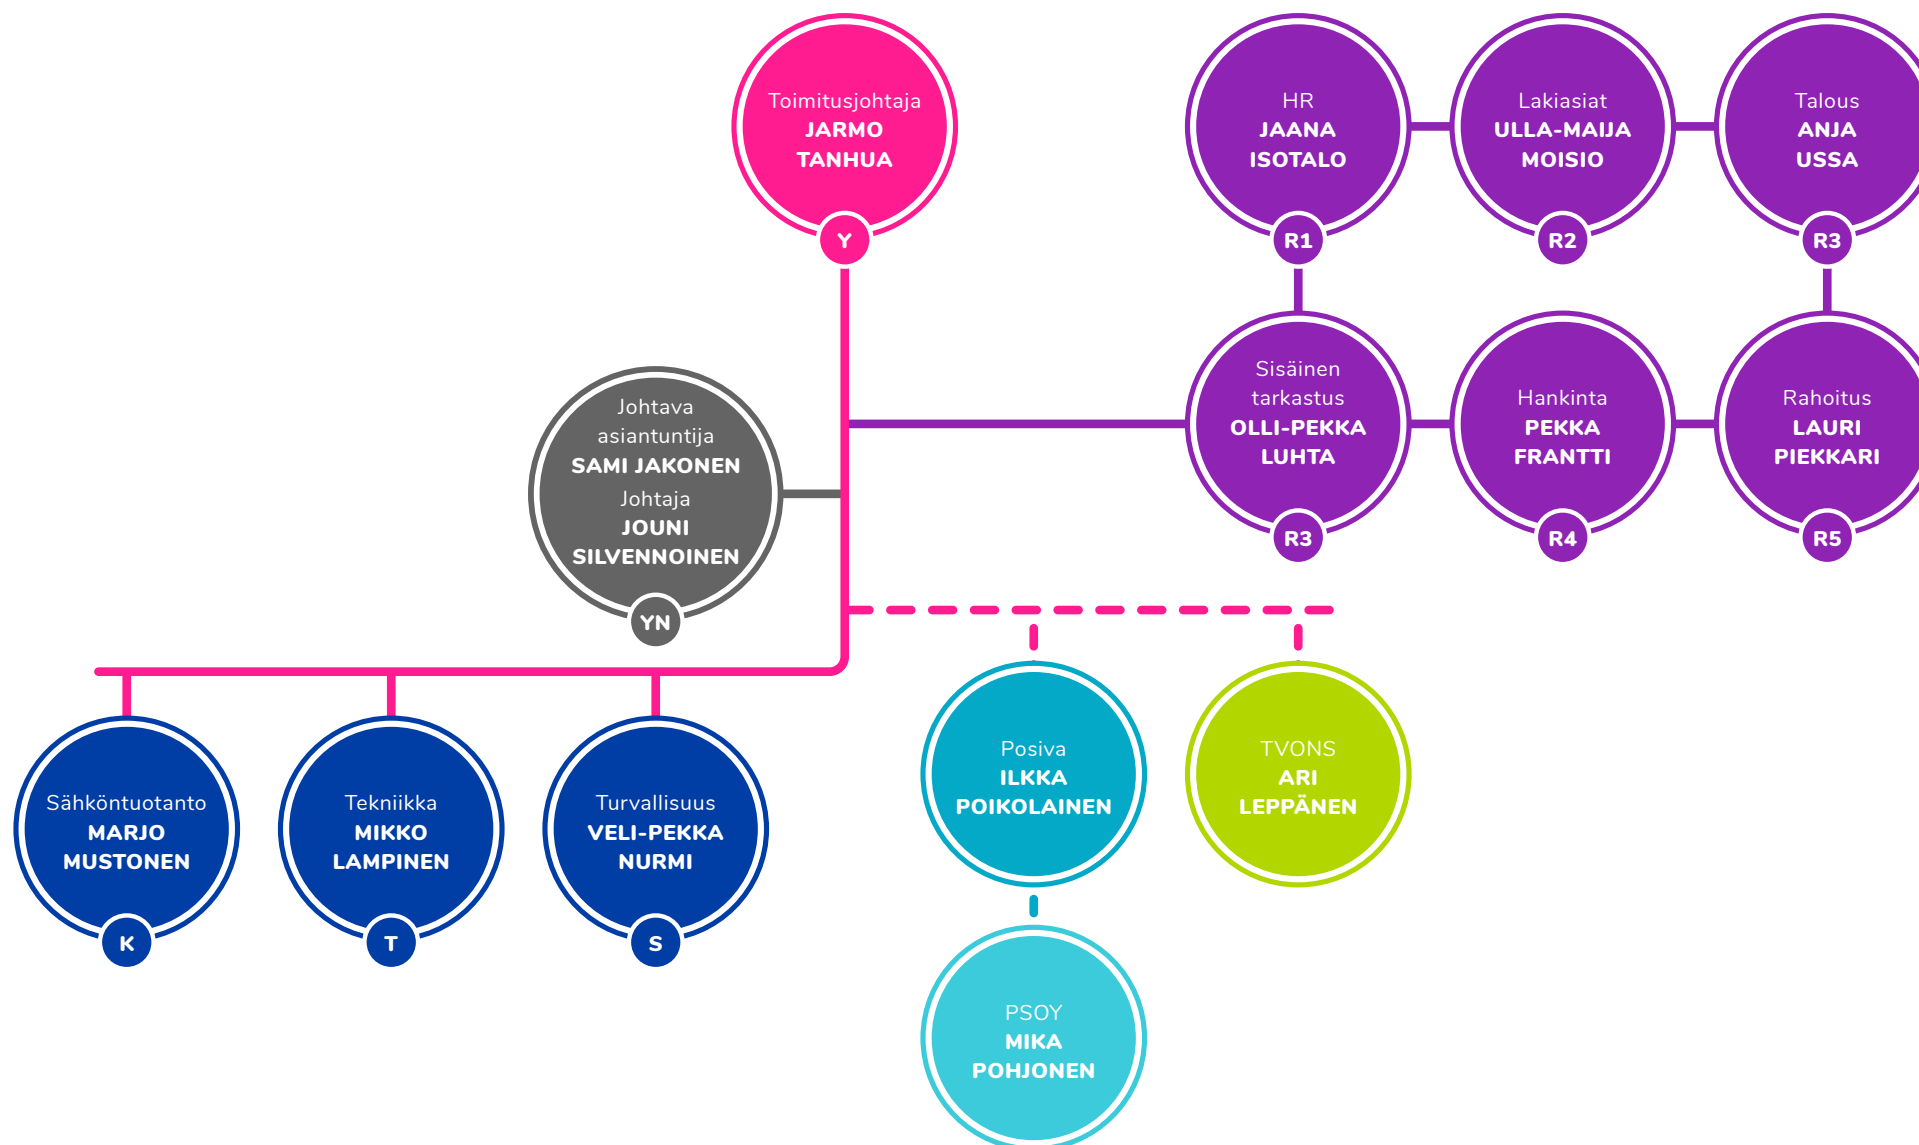 Toimitusjohtaja
JARMO
TANHUA
Y
HR
JAANA
ISOTALO
R1
Lakiasiat
ULLA-MAIJA
MOISIO
R2
Talous
ANJA
USSA
R3
Sisäinen
tarkastus
OLLI-PEKKA
LUHTA
R3
Hankinta
PEKKA
FRANTTI
R4
Rahoitus
LAURI
PIEKKARI
R5
Johtava
asiantuntija
SAMI JAKONEN
Johtaja
JOUNI
SILVENNOINEN
YN
Sähköntuotanto
MARJO
MUSTONEN
K
Tekniikka
MIKKO
LAMPINEN
T
Turvallisuus
VELI-PEKKA
NURMI
S
Posiva
ILKKA
POIKOLAINEN
TVONS
ARI
LEPPÄNEN
PSOY
MIKA
POHJONEN